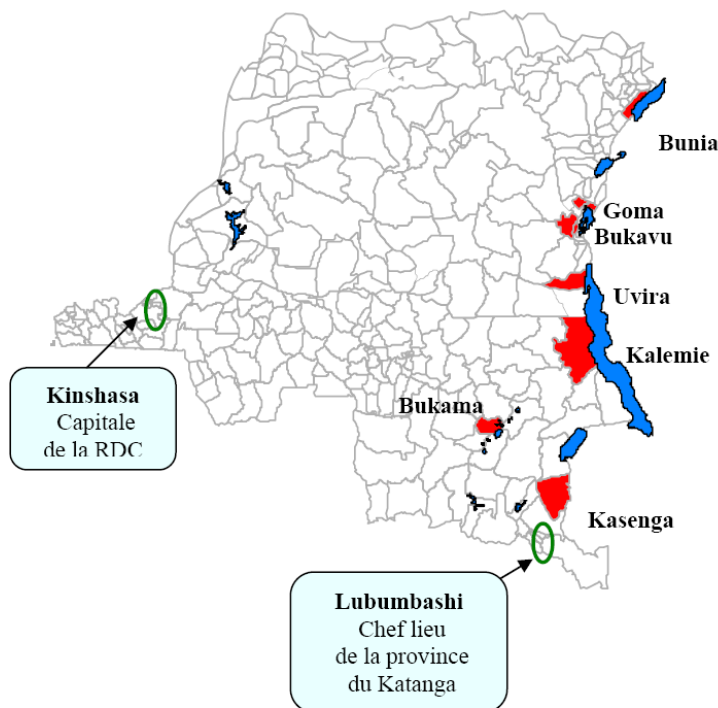 Bunia
Goma
Bukavu
Uvira
Kalemie
Kinshasa
Capitale
de la RDC
Bukama
Kasenga
Lubumbashi
Chef lieu
de la province
du Katanga